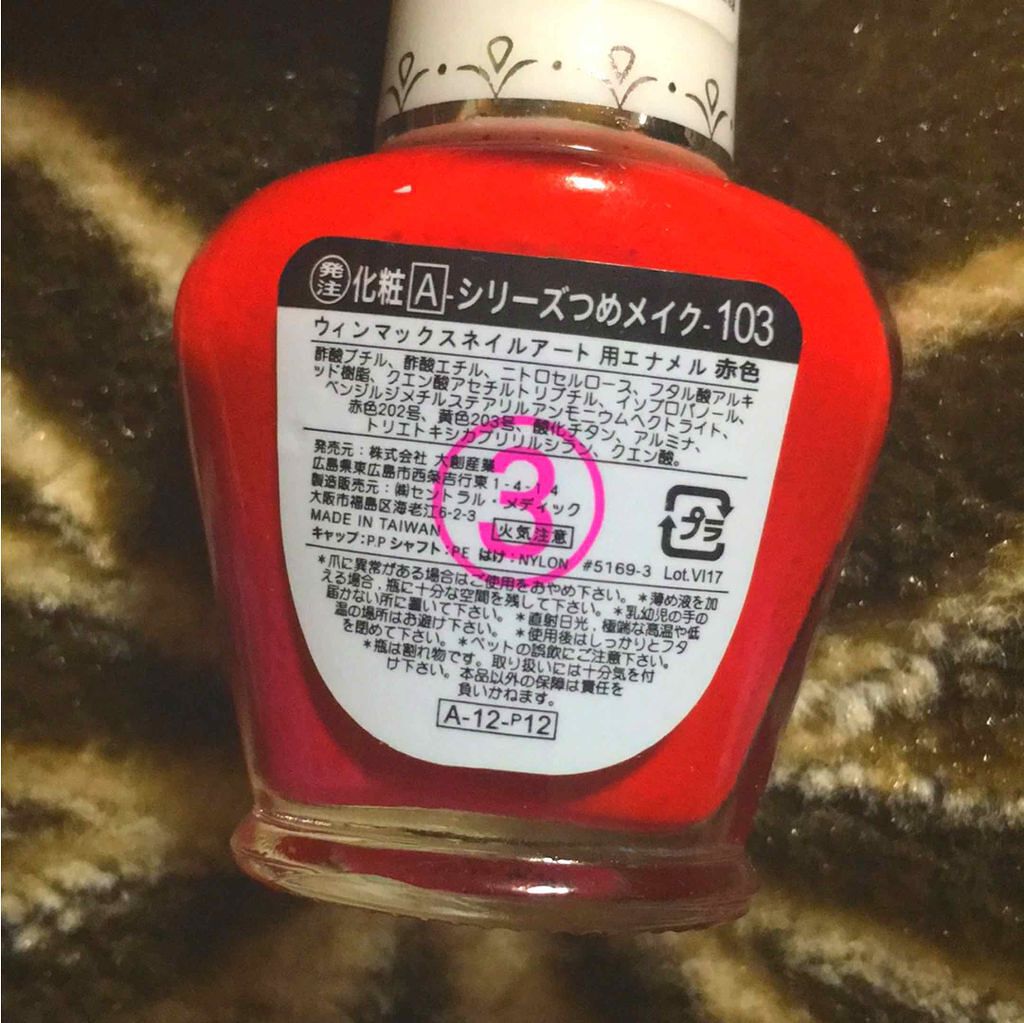 発注 化粧 A-シリーズつめメイク-103
ウィンマックスネイルアート 用エナメル 赤色
酢酸ブチル、酢酸エチル、ニトロセルロース、フタル酸アルキ
ッド樹脂、クエン酸アセチルトリブチル、イソプロパノール、
ベンジルジメチルステアリルアンモニウムヘクトライト、
赤色202号、黄色203号、酸化チタン、アルミナ、
トリエトキシカプリリルシラン、クエン酸。
発売元:株式会社 大創産業
広島県東広島市西条吉行東1-4-14
製造販売元:㈱セントラル・メディック
大阪市福島区海老江6-2-3
MADE IN TAIWAN 火気注意
キャップ:P.P シャフト:PE はけ:NYLON #5169-3 Lot.VI17
プラ
3
*爪に異常がある場合はご使用をおやめ下さい。*薄め液を加
える場合,瓶に十分な空間を残して下さい。*乳幼児の手の
届かない所に置いて下さい。*直射日光,極端な高温や低
温の場所はお避け下さい。*使用後はしっかりとフタ
を閉めて下さい。*ペットの誤飲にご注意下さい。
*瓶は割れ物です。取り扱いには十分気を付
け下さい。本品以外の保障は責任を
負いかねます。
A-12-P12